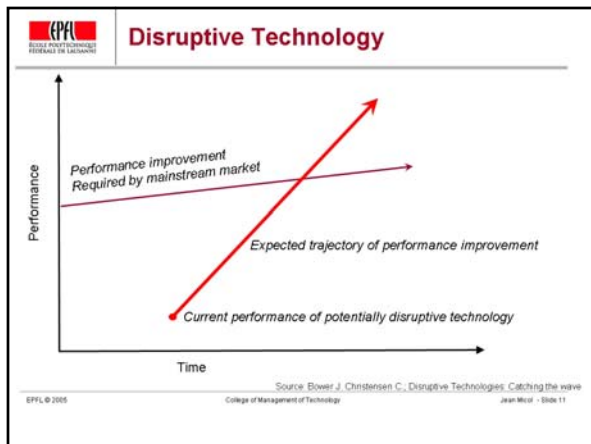 EPFL
ÉCOLE POLYTECHNIQUE
FÉDÉRALE DE LAUSANNE
Disruptive Technology
Performance improvement
Required by mainstream market
Performance
Expected trajectory of performance improvement
Current performance of potentially disruptive technology
Time
Source: Bower J. Christensen C.; Disruptive Technologies: Catching the wave
EPFL © 2005
College of Management of Technology
Jean Micol - Slide 11